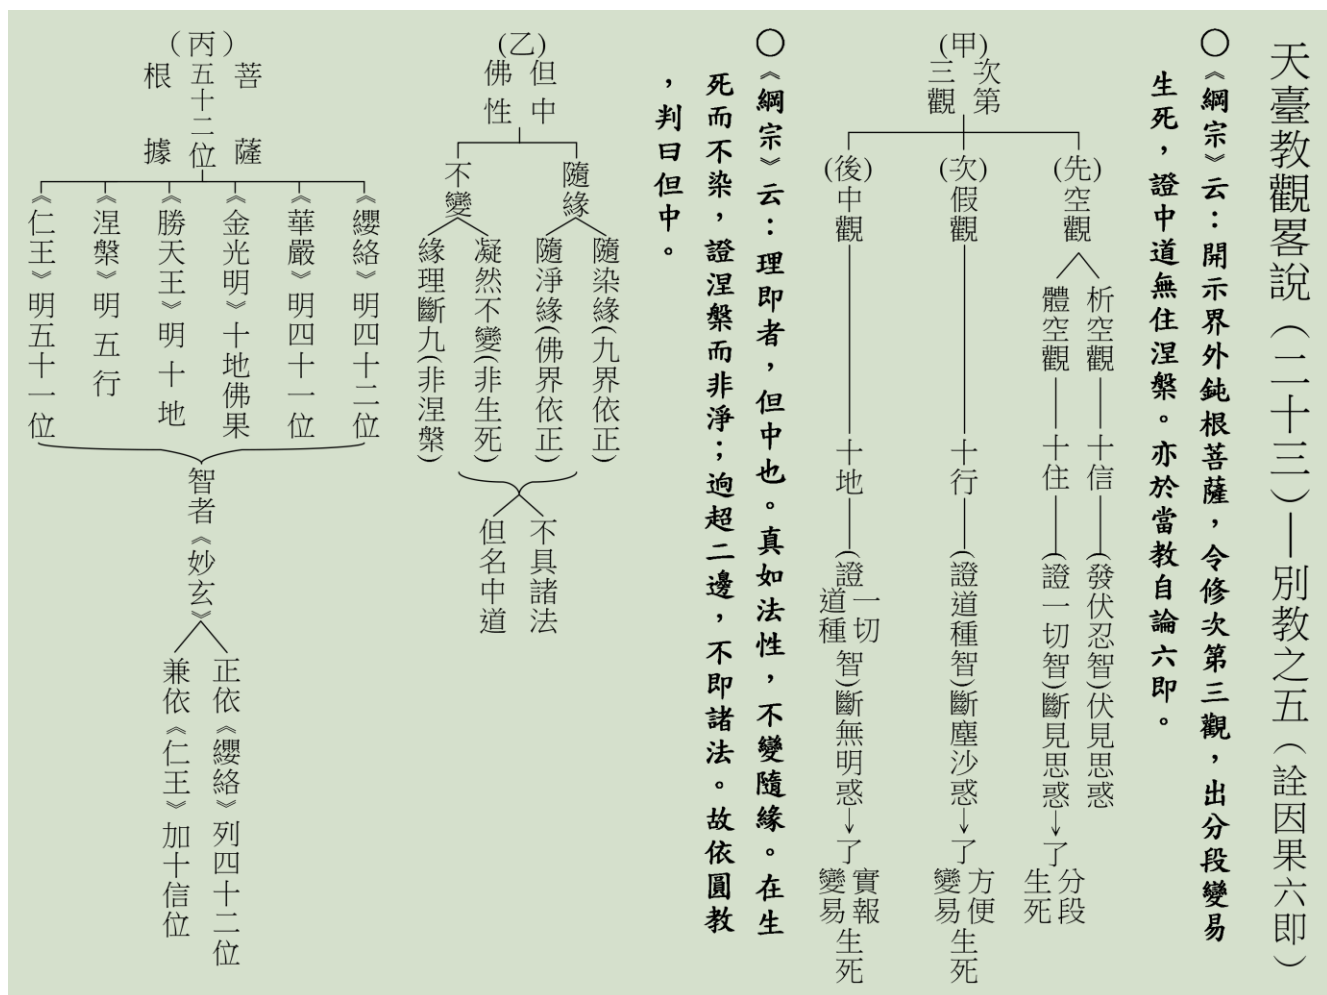 天臺教觀畧說（二十三）—別教之五（詮因果六即）
○《綱宗》云：開示界外鈍根菩薩，令修次第三觀，出分段變易
生死，證中道無住涅槃。亦於當教自論六即。
(甲)
次第
三觀
(先)空觀
析空觀——十信——(發伏忍智)伏見思惑
體空觀——十住——(證一切智)斷見思惑→了
分段
生死
(次)假觀——十行——(證道種智)斷塵沙惑→了
方便
變易
生死
(後)中觀——十地——(證
一切
道種
智)斷無明惑→了
實報
變易
生死
○《綱宗》云：理即者，但中也。真如法性，不變隨緣。在生
死而不染，證涅槃而非淨；逈超二邊，不即諸法。故依圓教
，判曰但中。
(乙)
但中
佛性
隨緣
隨染緣(九界依正)
隨淨緣(佛界依正)
不變
凝然不變(非生死)
緣理斷九(非涅槃)
不具諸法
但名中道
（丙）
菩薩
五十二位
根據
《纓絡》明四十二位
《華嚴》明四十一位
《金光明》十地佛果
《勝天王》明十地
《涅槃》明五行
《仁王》明五十一位
智者《妙玄》
正依《纓絡》列四十二位
兼依《仁王》加十信位